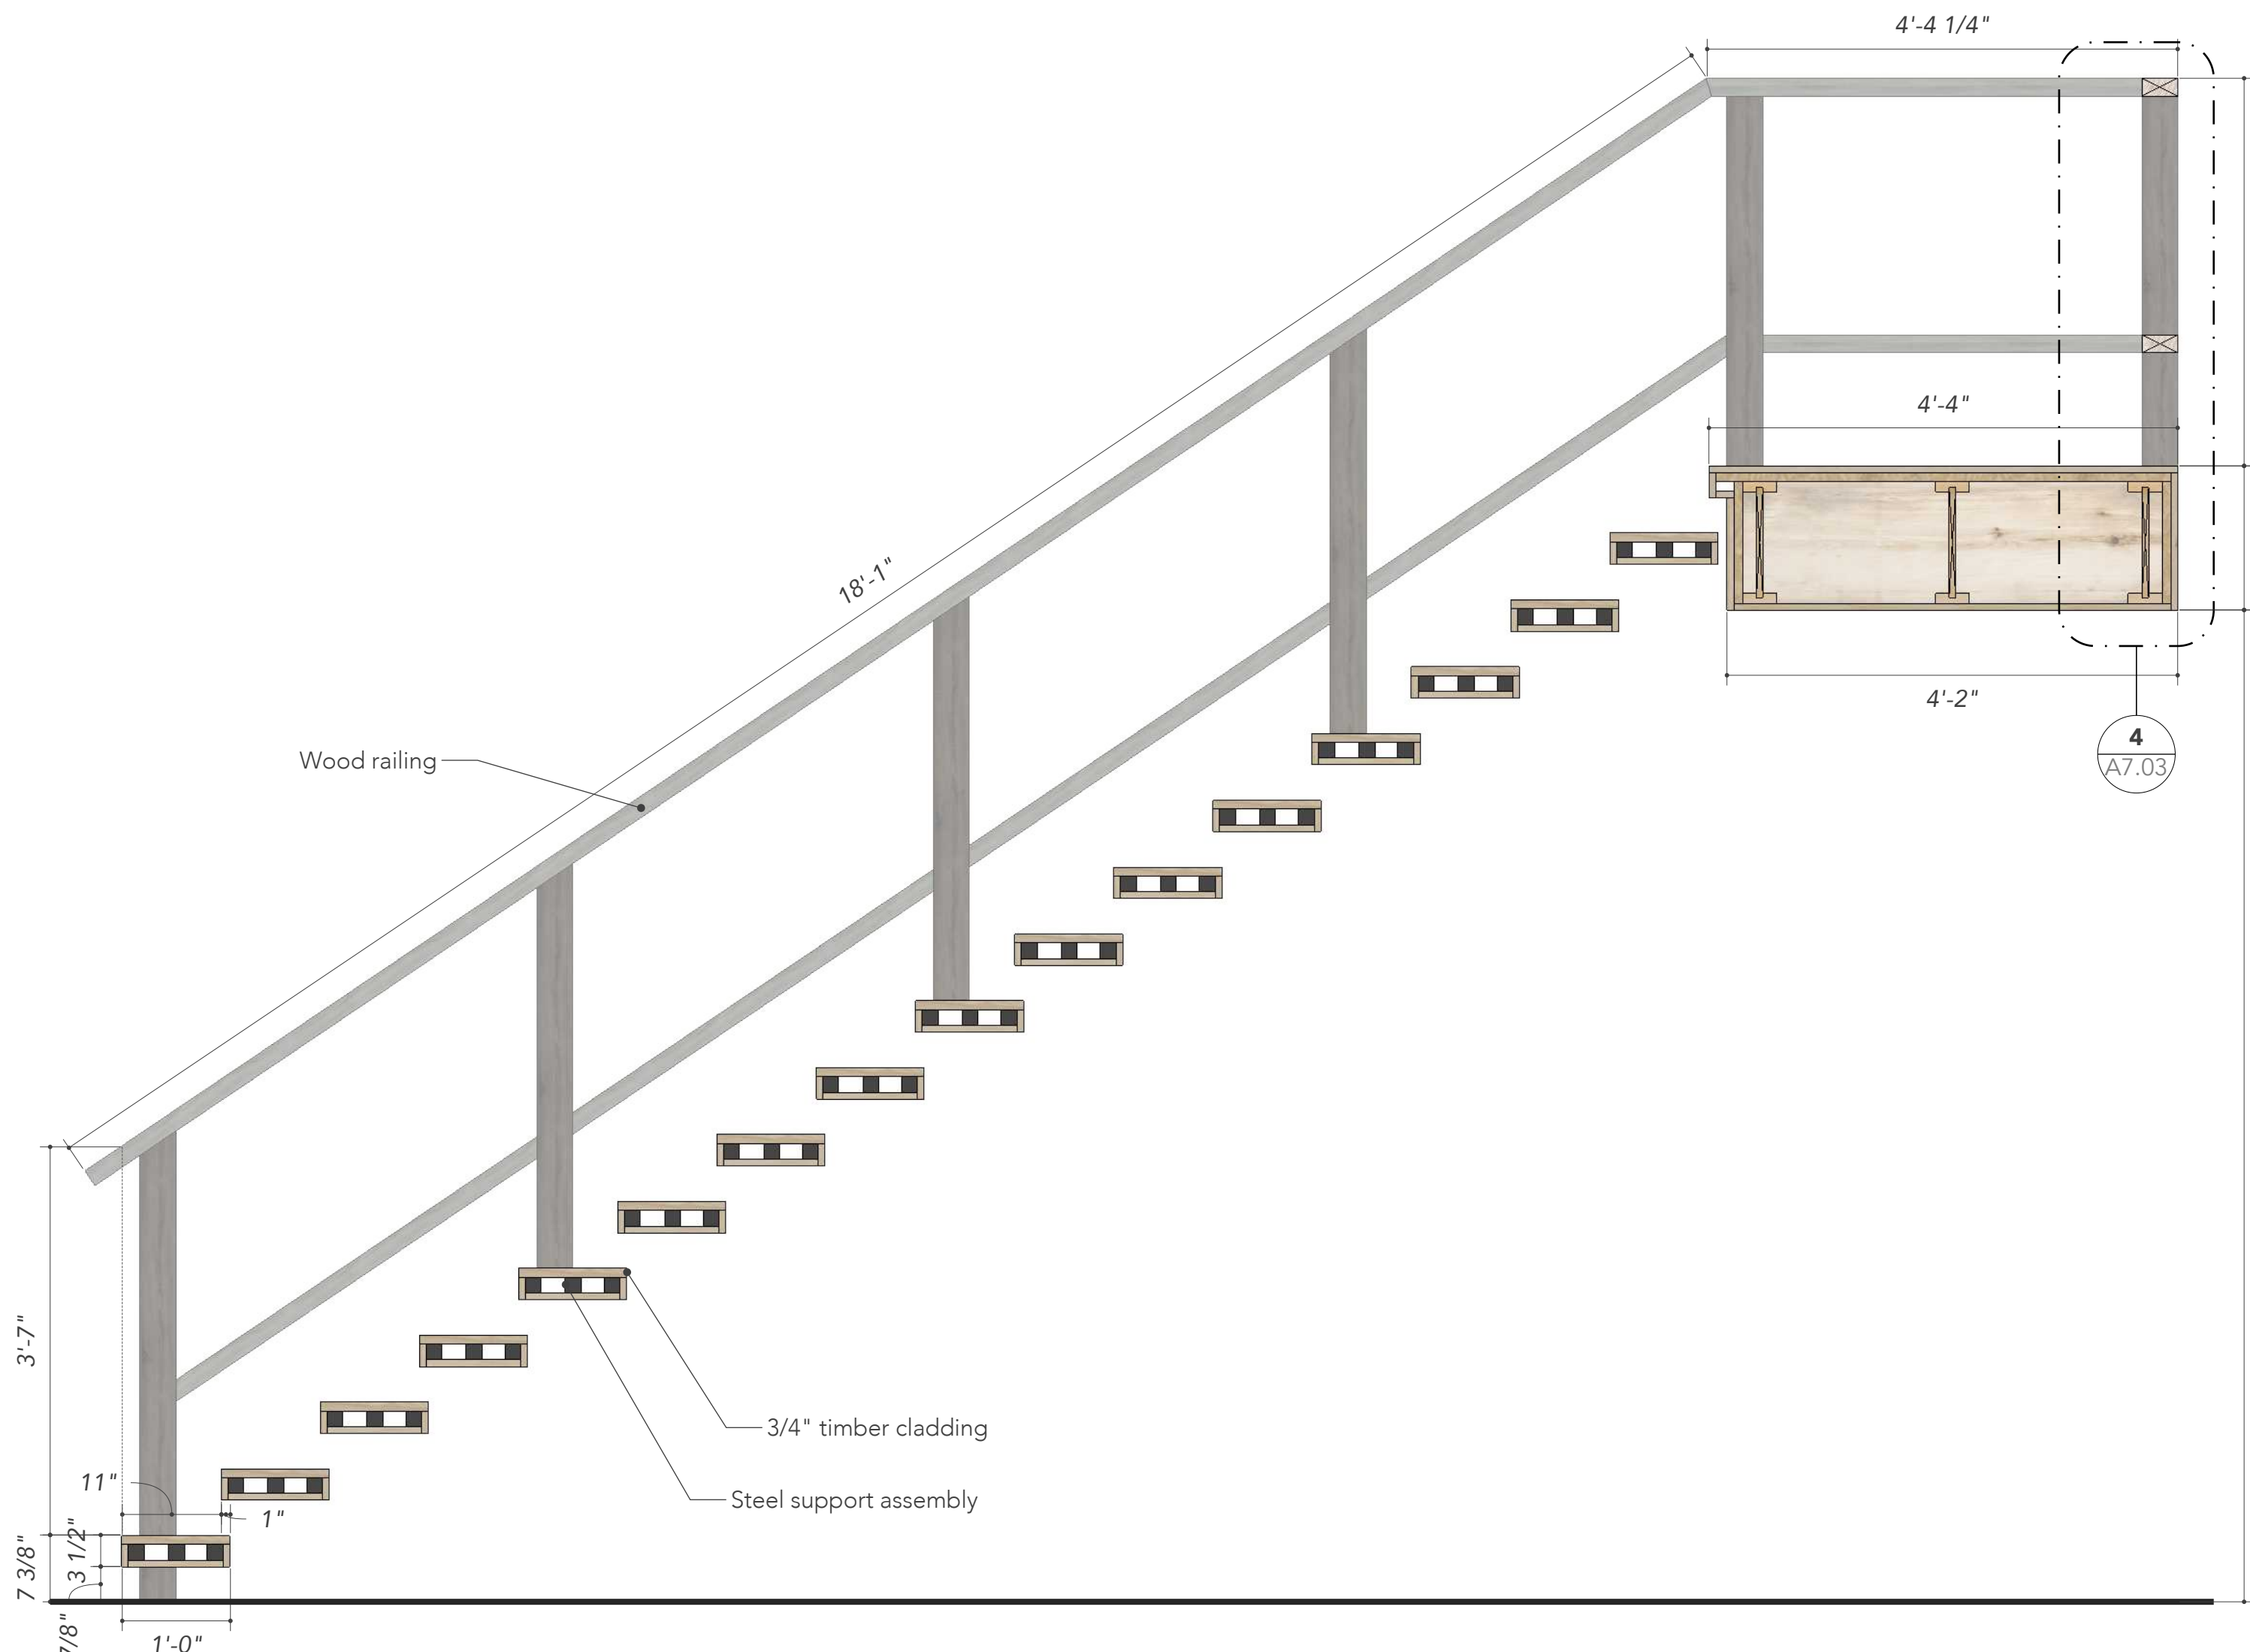 4'-4 1/4"
4'-4"
18'-1"
4'-2"
4
A7.03
Wood railing
3'-7"
3/4" timber cladding
11"
Steel support assembly
1"
7 3/8"
3 1/2"
1'-0"